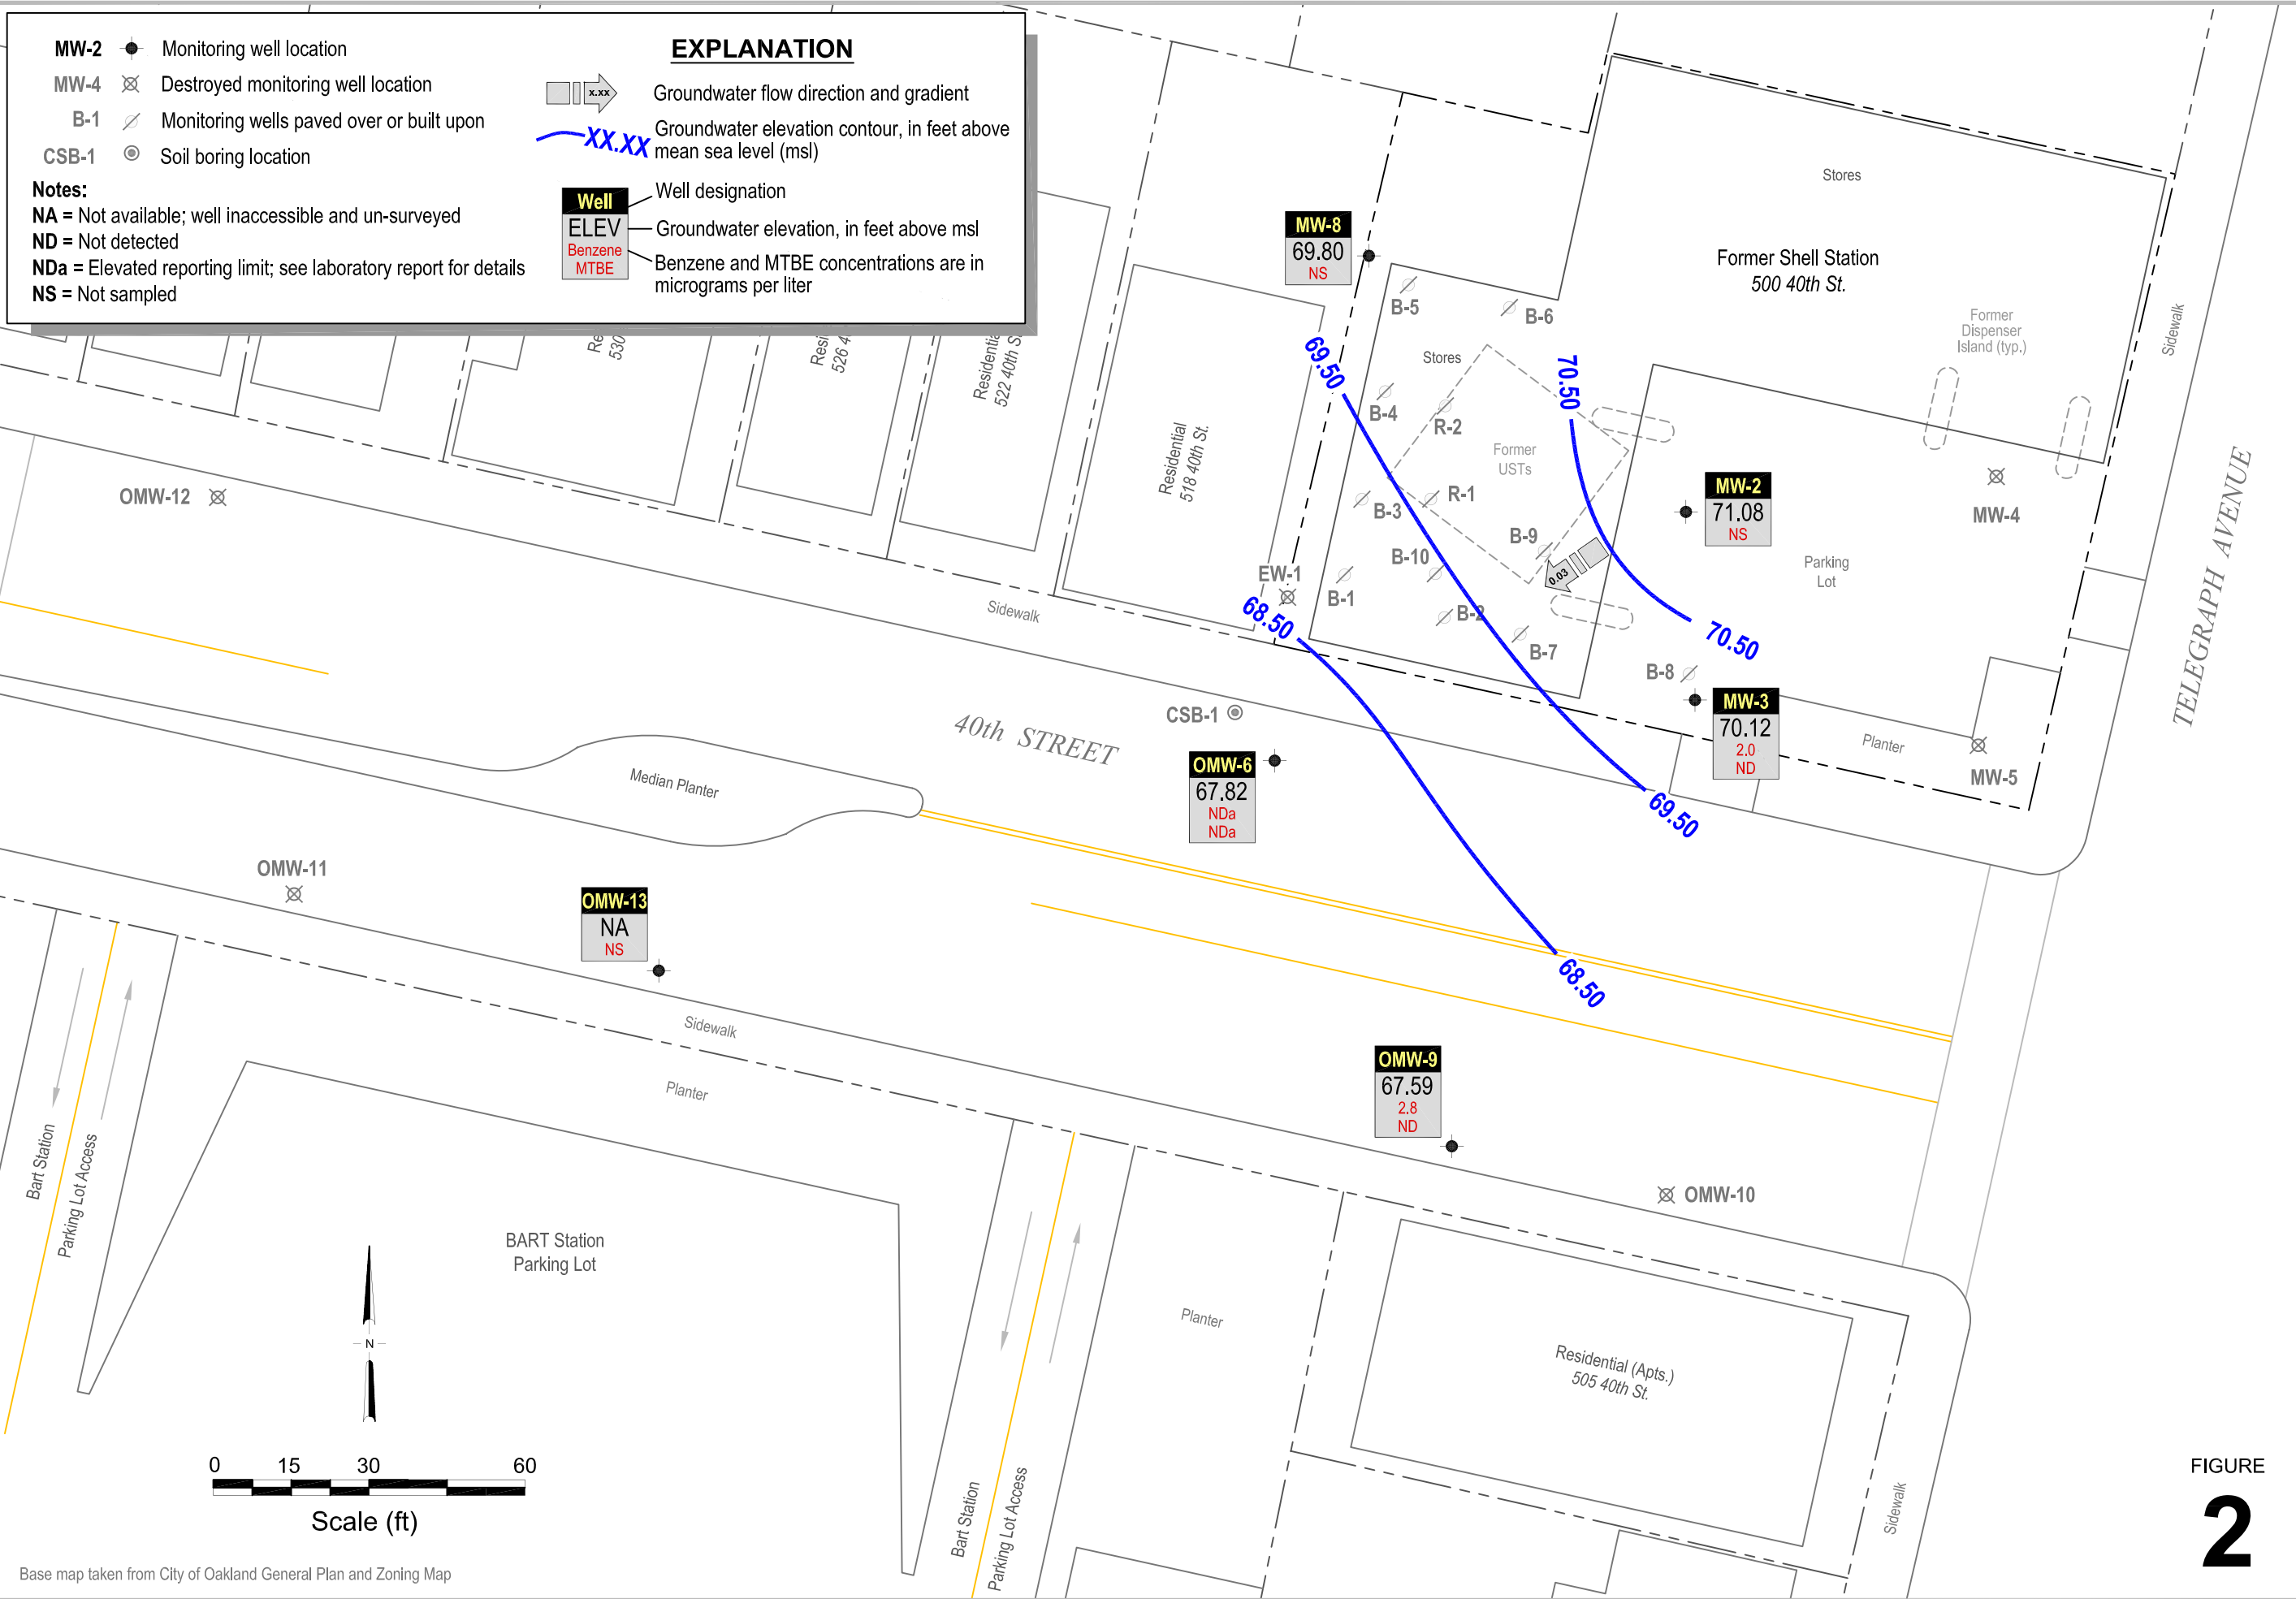 EXPLANATION
MW-2 Monitoring well location
MW-4 Destroyed monitoring well location
B-1 Monitoring wells paved over or built upon
CSB-1 Soil boring location
Notes:
NA = Not available; well inaccessible and un-surveyed
ND = Not detected
NDa = Elevated reporting limit; see laboratory report for details
NS = Not sampled
x.xx Groundwater flow direction and gradient
XX.XX Groundwater elevation contour, in feet above
mean sea level (msl)
Well
ELEV
Benzene
MTBE
Well designation
Groundwater elevation, in feet above msl
Benzene and MTBE concentrations are in
micrograms per liter
Stores
Former Shell Station
500 40th St.
Former
Dispenser
Island (typ.)
Sidewalk
MW-8
69.80
NS
B-5
B-6
Stores
69.50
70.50
530
526 4
Residentia
522 40th S
B-4
R-2
Former
USTs
Residential
518 40th St.
OMW-12
MW-2
71.08
NS
MW-4
R-1
B-3
B-9
B-10
0.03
Parking
Lot
TELEGRAPH AVENUE
EW-1
B-1
B-2
68.50
Sidewalk
70.50
B-7
B-8
MW-3
70.12
2.0
ND
Planter
MW-5
CSB-1
40th STREET
OMW-6
67.82
NDa
NDa
Median Planter
69.50
OMW-11
OMW-13
NA
NS
68.50
Sidewalk
OMW-9
67.59
2.8
ND
Planter
OMW-10
Bart Station
Parking Lot Access
BART Station
Parking Lot
N
Planter
Residential (Apts.)
505 40th St.
0 15 30 60
Scale (ft)
Bart Station
Parking Lot Access
Sidewalk
FIGURE
2
Base map taken from City of Oakland General Plan and Zoning Map